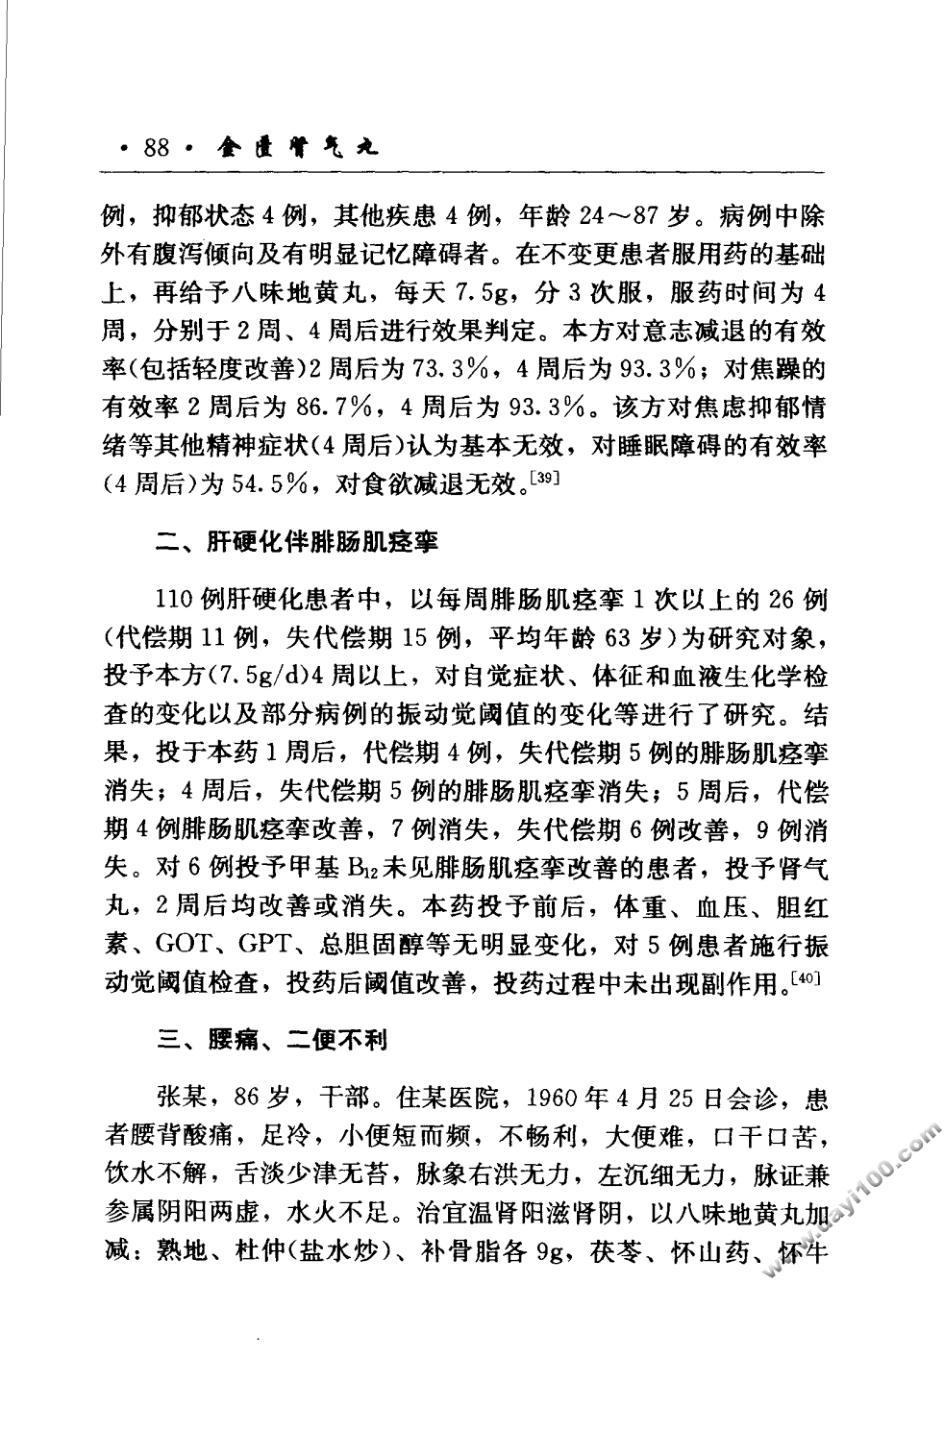 · 88 · 金匮肾气丸
例，抑郁状态 4 例，其他疾患 4 例，年龄 24～87 岁。病例中除
外有腹泻倾向及有明显记忆障碍者。在不变更患者服用药的基础
上，再给予八味地黄丸，每天 7.5g，分 3 次服，服药时间为 4
周，分别于 2 周、4 周后进行效果判定。本方对意志减退的有效
率(包括轻度改善)2 周后为 73.3%，4 周后为 93.3%；对焦躁的
有效率 2 周后为 86.7%，4 周后为 93.3%。该方对焦虑抑郁情
绪等其他精神症状(4 周后)认为基本无效，对睡眠障碍的有效率
(4 周后)为 54.5%，对食欲减退无效。[39]
二、肝硬化伴腓肠肌痉挛
110 例肝硬化患者中，以每周腓肠肌痉挛 1 次以上的 26 例
(代偿期 11 例，失代偿期 15 例，平均年龄 63 岁)为研究对象，
投予本方(7.5g/d)4 周以上，对自觉症状、体征和血液生化学检
查的变化以及部分病例的振动觉阈值的变化等进行了研究。结
果，投于本药 1 周后，代偿期 4 例，失代偿期 5 例的腓肠肌痉挛
消失；4 周后，失代偿期 5 例的腓肠肌痉挛消失；5 周后，代偿
期 4 例腓肠肌痉挛改善，7 例消失，失代偿期 6 例改善，9 例消
失。对 6 例投予甲基 B12 未见腓肠肌痉挛改善的患者，投予肾气
丸，2 周后均改善或消失。本药投予前后，体重、血压、胆红
素、GOT、GPT、总胆固醇等无明显变化，对 5 例患者施行振
动觉阈值检查，投药后阈值改善，投药过程中未出现副作用。[40]
三、腰痛、二便不利
张某，86 岁，干部。住某医院，1960 年 4 月 25 日会诊，患
者腰背酸痛，足冷，小便短而频，不畅利，大便难，口干口苦，
饮水不解，舌淡少津无苔，脉象右洪无力，左沉细无力，脉证兼
参属阴阳两虚，水火不足。治宜温肾阳滋肾阴，以八味地黄丸加
减：熟地、杜仲(盐水炒)、补骨脂各 9g，茯苓、怀山药、怀牛
www.dayi100.com